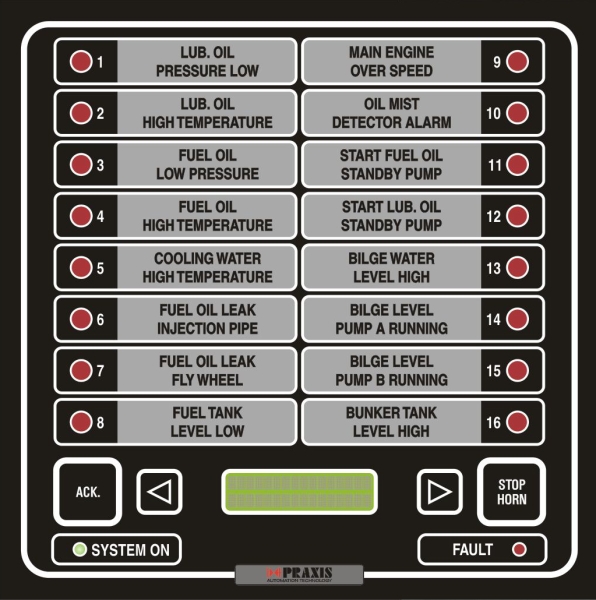 1 LUB. OIL
PRESSURE LOW
2 LUB. OIL
HIGH TEMPERATURE
3 FUEL OIL
LOW PRESSURE
4 FUEL OIL
HIGH TEMPERATURE
5 COOLING WATER
HIGH TEMPERATURE
6 FUEL OIL LEAK
INJECTION PIPE
7 FUEL OIL LEAK
FLY WHEEL
8 FUEL TANK
LEVEL LOW
MAIN ENGINE
OVER SPEED 9
OIL MIST
DETECTOR ALARM 10
START FUEL OIL
STANDBY PUMP 11
START LUB. OIL
STANDBY PUMP 12
BILGE WATER
LEVEL HIGH 13
BILGE LEVEL
PUMP A RUNNING 14
BILGE LEVEL
PUMP B RUNNING 15
BUNKER TANK
LEVEL HIGH 16
ACK.
STOP
HORN
SYSTEM ON
FAULT
PRAXIS
AUTOMATION TECHNOLOGY